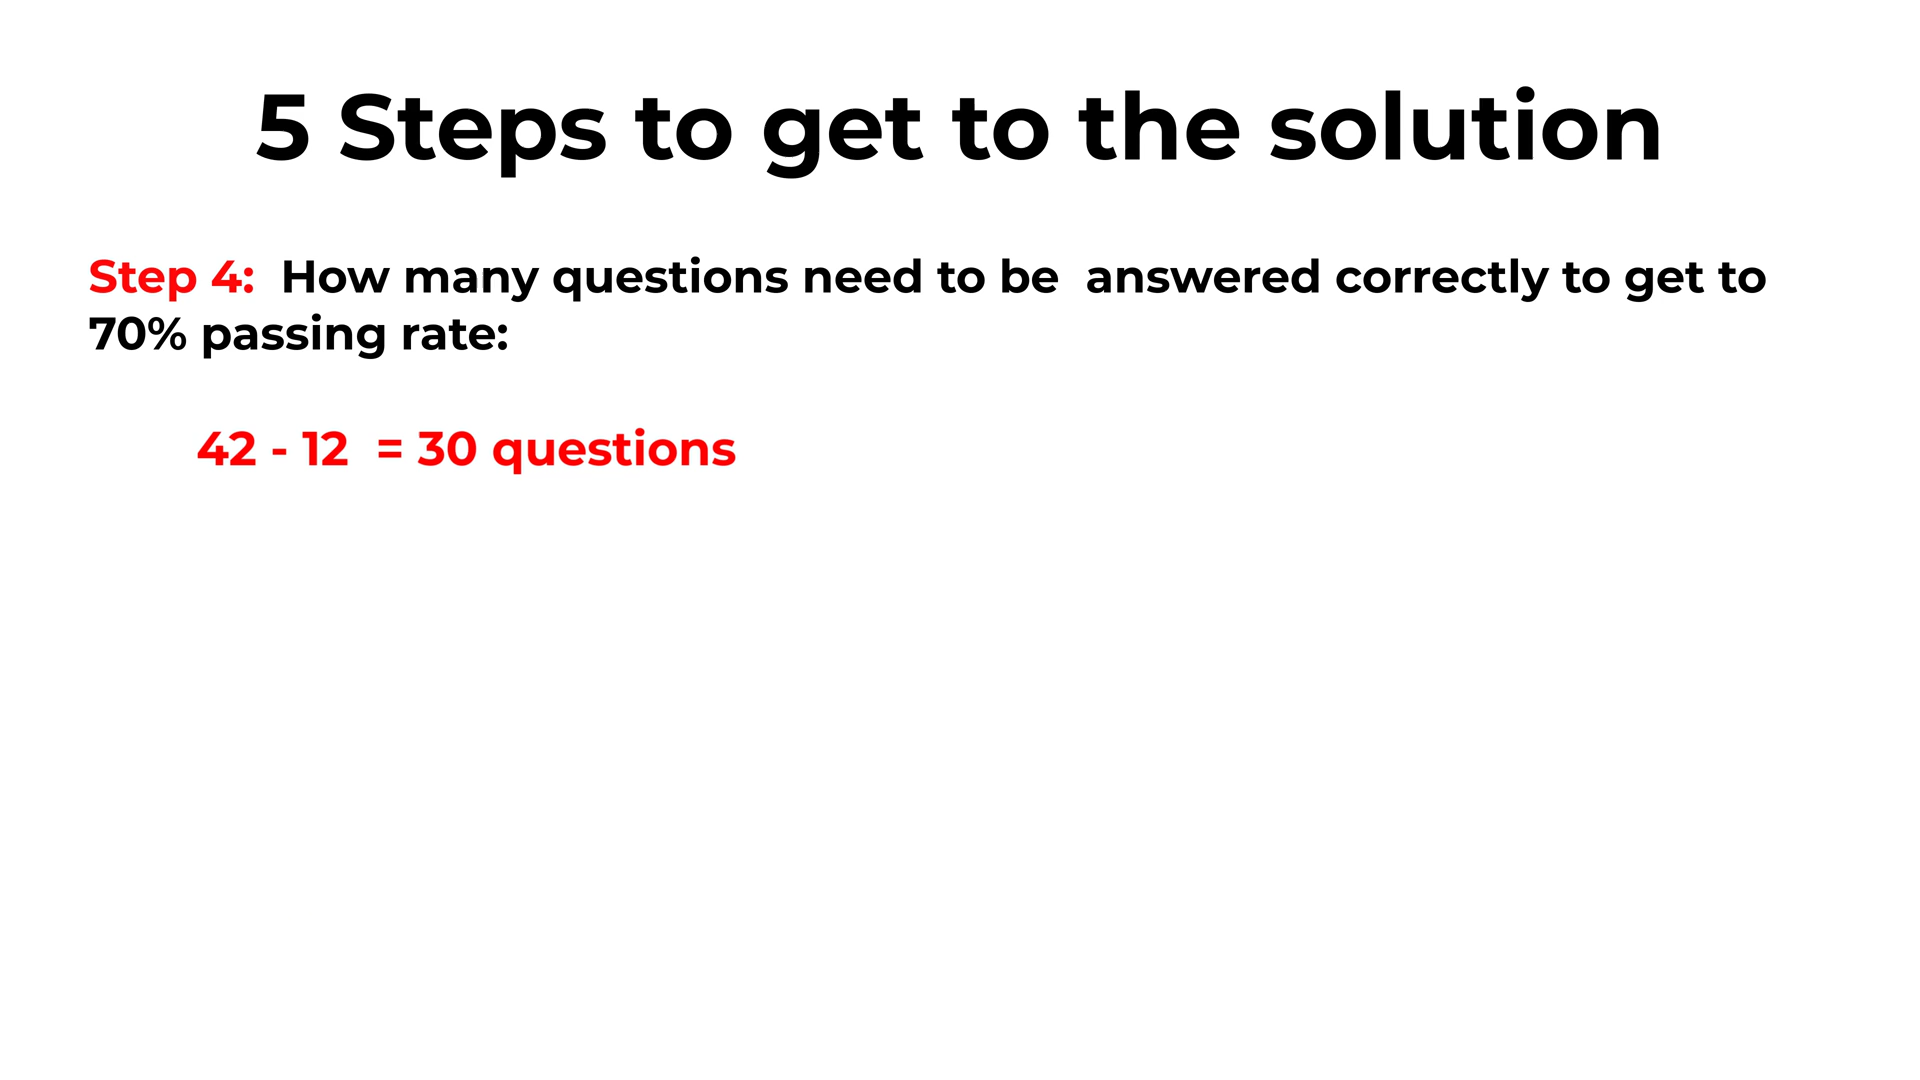 5 Steps to get to the solution
Step 4:  How many questions need to be  answered correctly to get to
70% passing rate:
42 - 12  = 30 questions